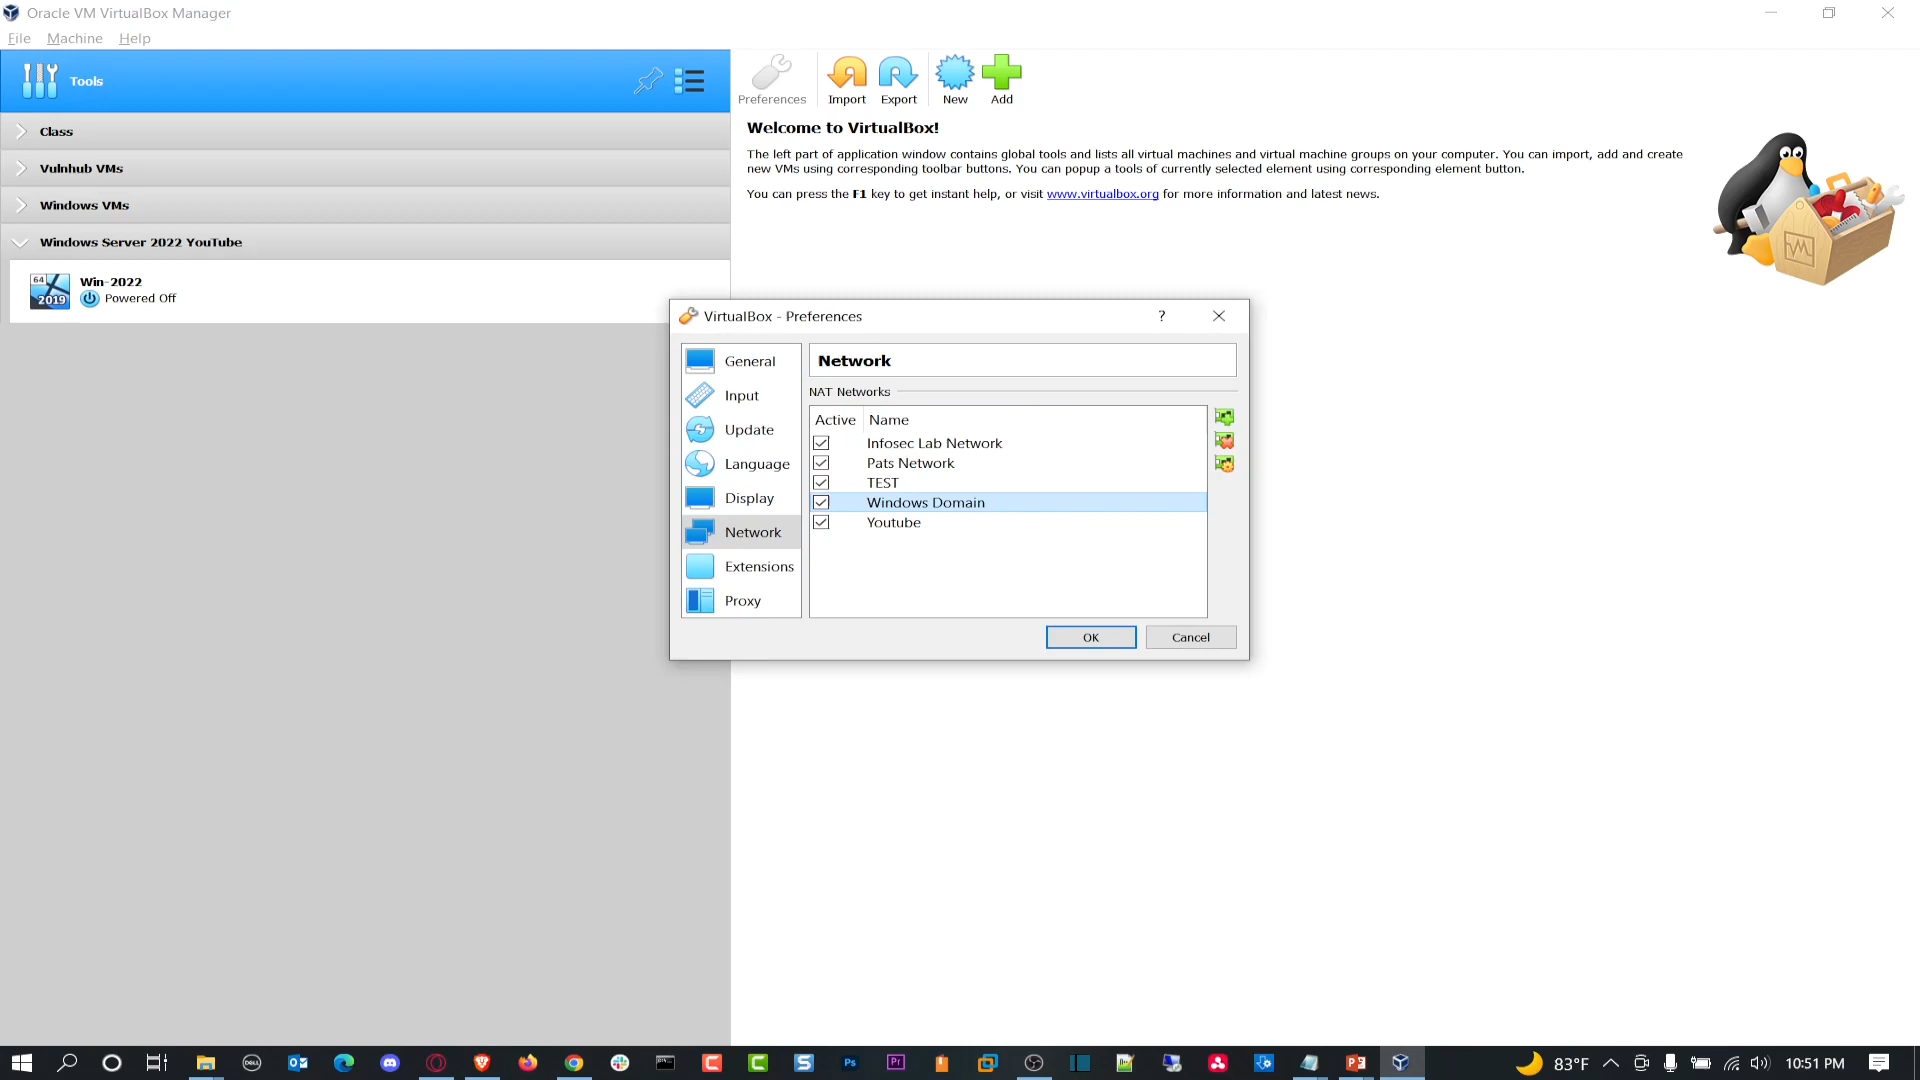 Oracle VM VirtualBox Manager
File Machine Help
Tools
Preferences Import Export New Add
Class
Vulnhub VMs
Windows VMs
Windows Server 2022 YouTube
64
2019
Win-2022
Powered Off
Welcome to VirtualBox!
The left part of application window contains global tools and lists all virtual machines and virtual machine groups on your computer. You can import, add and create
new VMs using corresponding toolbar buttons. You can popup a tools of currently selected element using corresponding element button.
You can press the F1 key to get instant help, or visit www.virtualbox.org for more information and latest news.
VirtualBox - Preferences
?
General
Input
Update
Language
Display
Network
Extensions
Proxy
Network
NAT Networks
Active Name
Infosec Lab Network
Pats Network
TEST
Windows Domain
Youtube
OK Cancel
DELL
Ps
Pr
83°F
10:51 PM